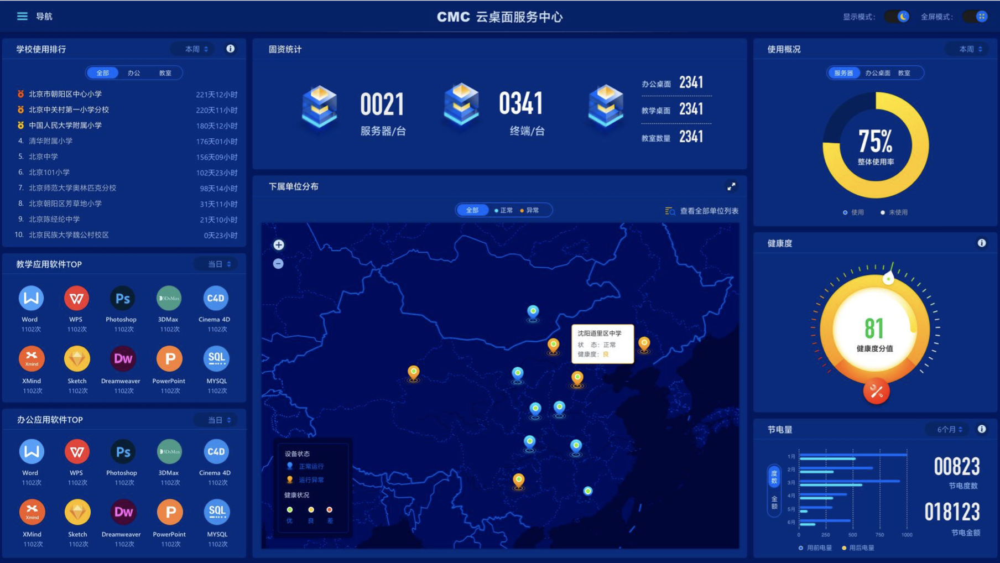 导航
CMC 云桌面服务中心
显示模式：
全屏模式：
学校使用排行
本周
全部 办公 教室
北京市朝阳区中心小学 221天12小时
北京中关村第一小学分校 220天11小时
中国人民大学附属小学 180天12小时
4. 清华附属小学 176天01小时
5. 北京中学 156天09小时
6. 北京101小学 102天23小时
7. 北京师范大学奥林匹克分校 98天14小时
8. 北京朝阳区芳草地小学 31天11小时
9. 北京陈经纶中学 21天10小时
10. 北京民族大学魏公村校区 0天23小时
教学应用软件TOP
当日
W Ps 3DsMax C4D
Word WPS Photoshop 3DMax Cinema 4D
1102次 1102次 1102次 1102次 1102次
Xmind Dw P SQL
XMind Sketch Dreamweaver PowerPoint MYSQL
1102次 1102次 1102次 1102次 1102次
办公应用软件TOP
当日
W Ps 3DsMax C4D
Word WPS Photoshop 3DMax Cinema 4D
1102次 1102次 1102次 1102次 1102次
Xmind Dw P SQL
XMind Sketch Dreamweaver PowerPoint MYSQL
1102次 1102次 1102次 1102次 1102次
固资统计
0021
服务器/台
0341
终端/台
办公桌面 2341
教学桌面 2341
教室数量 2341
下属单位分布
全部 正常 异常
查看全部单位列表
沈阳道里区中学
状 态：正常
健康度：良
设备状态
正常运行
运行异常
健康状况
优 良 差
使用概况
本周
服务器 办公桌面 教室
75%
整体使用率
使用 未使用
健康度
81
健康度分值
节电量
6个月
度数
金额
1月
2月
3月
4月
5月
6月
0 250 500 750 1000
用前电量 用后电量
00823
节电度数
018123
节电金额